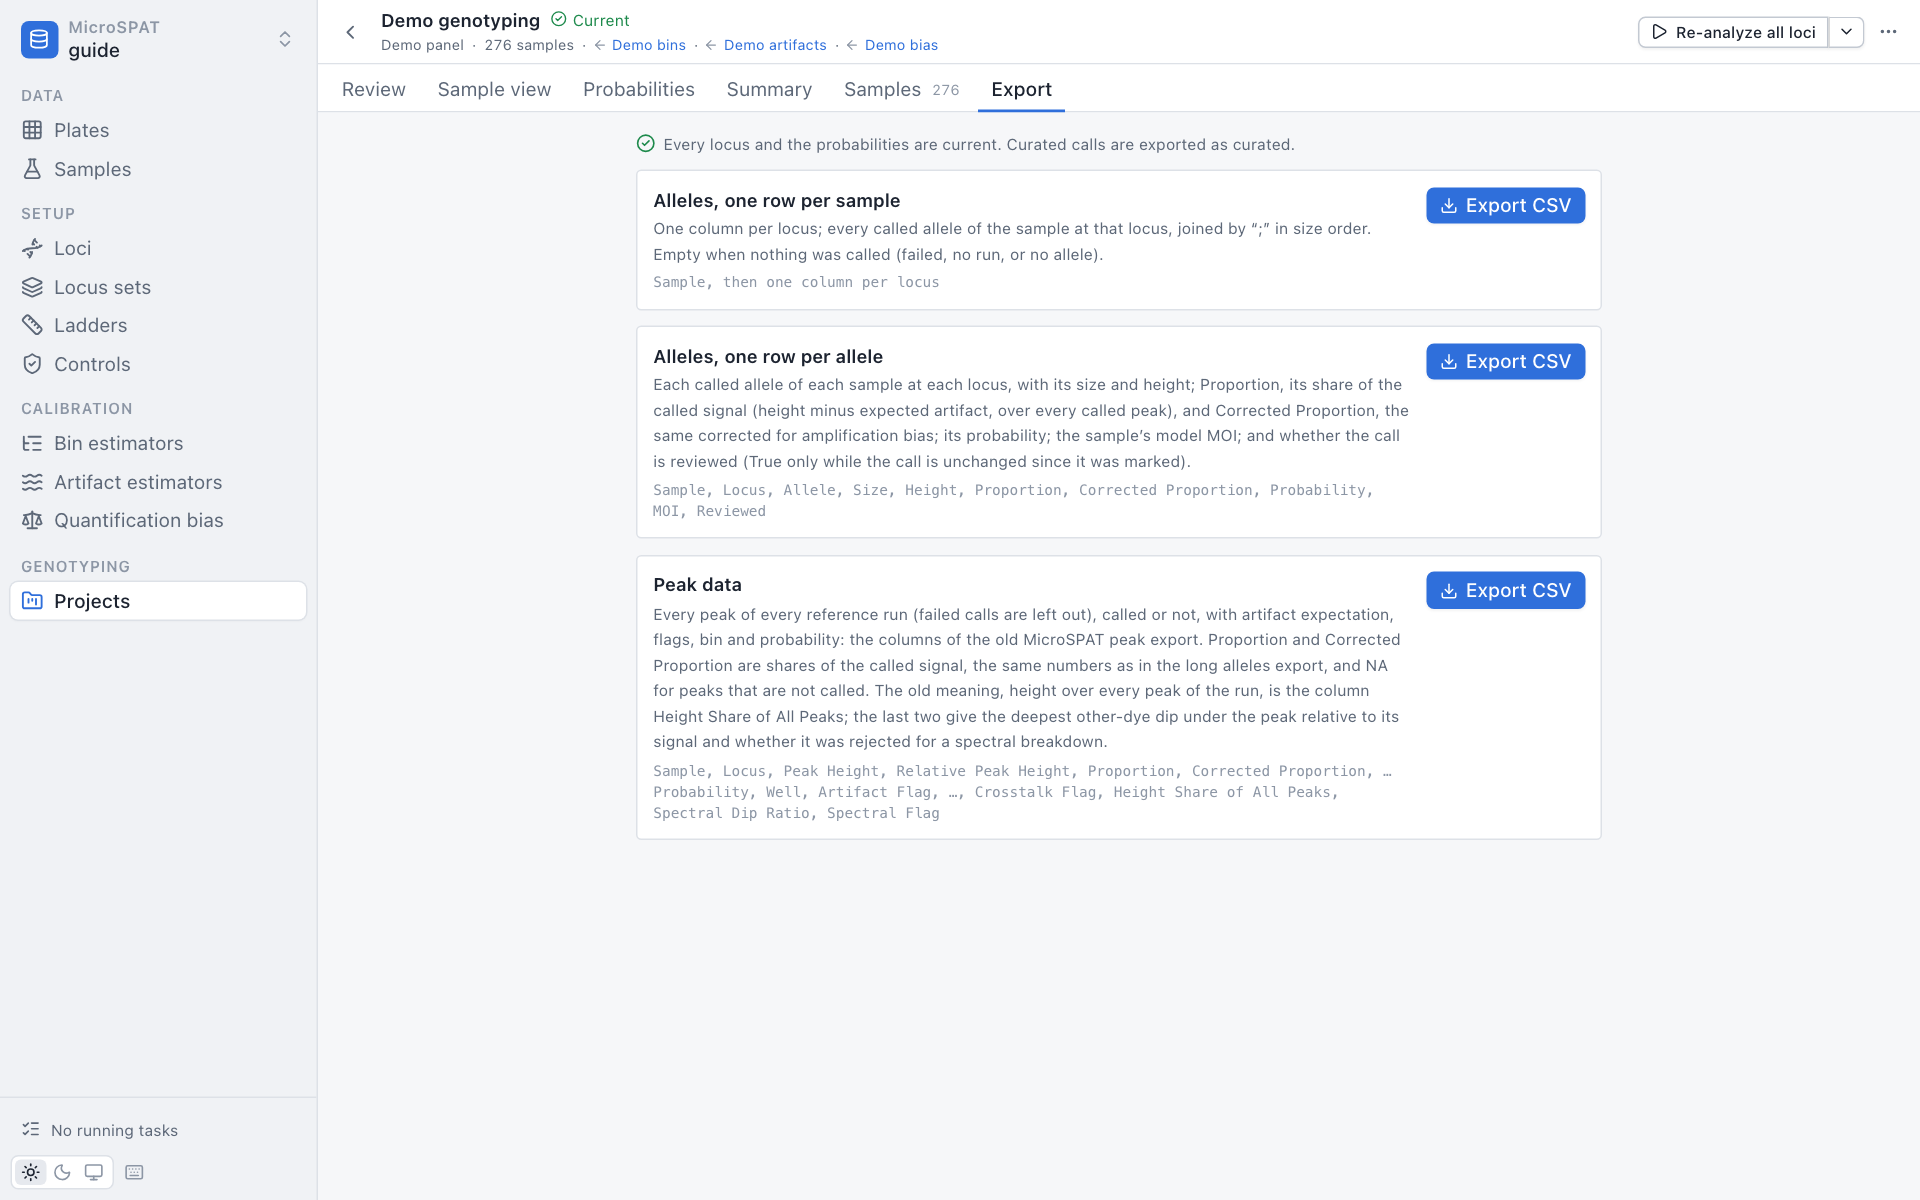 MicroSPAT
guide
DATA
Plates
Samples
SETUP
Loci
Locus sets
Ladders
Controls
CALIBRATION
Bin estimators
Artifact estimators
Quantification bias
GENOTYPING
Projects
No running tasks
Demo genotyping Current
Demo panel · 276 samples · ← Demo bins · ← Demo artifacts · ← Demo bias
Re-analyze all loci
Review Sample view Probabilities Summary Samples 276 Export
Every locus and the probabilities are current. Curated calls are exported as curated.
Alleles, one row per sample
Export CSV
One column per locus; every called allele of the sample at that locus, joined by “;” in size order.
Empty when nothing was called (failed, no run, or no allele).
Sample, then one column per locus
Alleles, one row per allele
Export CSV
Each called allele of each sample at each locus, with its size and height; Proportion, its share of the
called signal (height minus expected artifact, over every called peak), and Corrected Proportion, the
same corrected for amplification bias; its probability; the sample’s model MOI; and whether the call
is reviewed (True only while the call is unchanged since it was marked).
Sample, Locus, Allele, Size, Height, Proportion, Corrected Proportion, Probability,
MOI, Reviewed
Peak data
Export CSV
Every peak of every reference run (failed calls are left out), called or not, with artifact expectation,
flags, bin and probability: the columns of the old MicroSPAT peak export. Proportion and Corrected
Proportion are shares of the called signal, the same numbers as in the long alleles export, and NA
for peaks that are not called. The old meaning, height over every peak of the run, is the column
Height Share of All Peaks; the last two give the deepest other-dye dip under the peak relative to its
signal and whether it was rejected for a spectral breakdown.
Sample, Locus, Peak Height, Relative Peak Height, Proportion, Corrected Proportion, …
Probability, Well, Artifact Flag, …, Crosstalk Flag, Height Share of All Peaks,
Spectral Dip Ratio, Spectral Flag